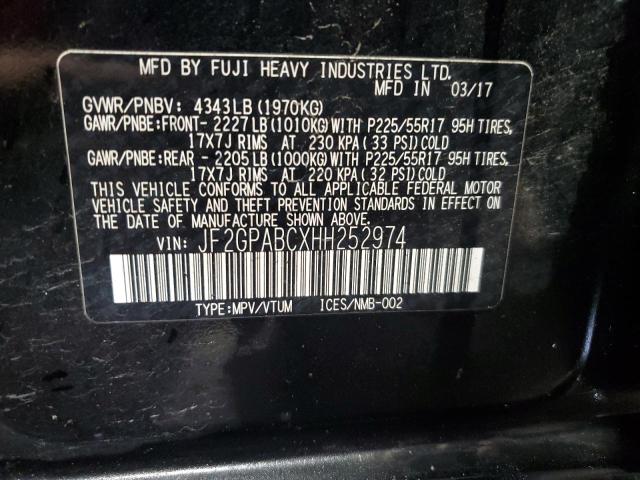 MFD BY FUJI HEAVY INDUSTRIES LTD.
MFD IN 03/17
GVWR/PNBV: 4343LB(1970KG)
GAWR/PNBE:FRONT- 2227LB(1010KG)WITH P225/55R17 95H TIRES,
17X7J RIMS AT 230 KPA(33 PSI)COLD
GAWR/PNBE:REAR - 2205LB(1000KG)WITH P225/55R17 95H TIRES,
17X7J RIMS AT 220 KPA(32 PSI)COLD
THIS VEHICLE CONFORMS TO ALL APPLICABLE FEDERAL MOTOR
VEHICLE SAFETY AND THEFT PREVENTION STANDARDS IN EFFECT ON
THE DATE OF MANUFACTURE SHOWN ABOVE.
VIN: JF2GPABCXHH252974
TYPE:MPV/VTUM ICES/NMB-002